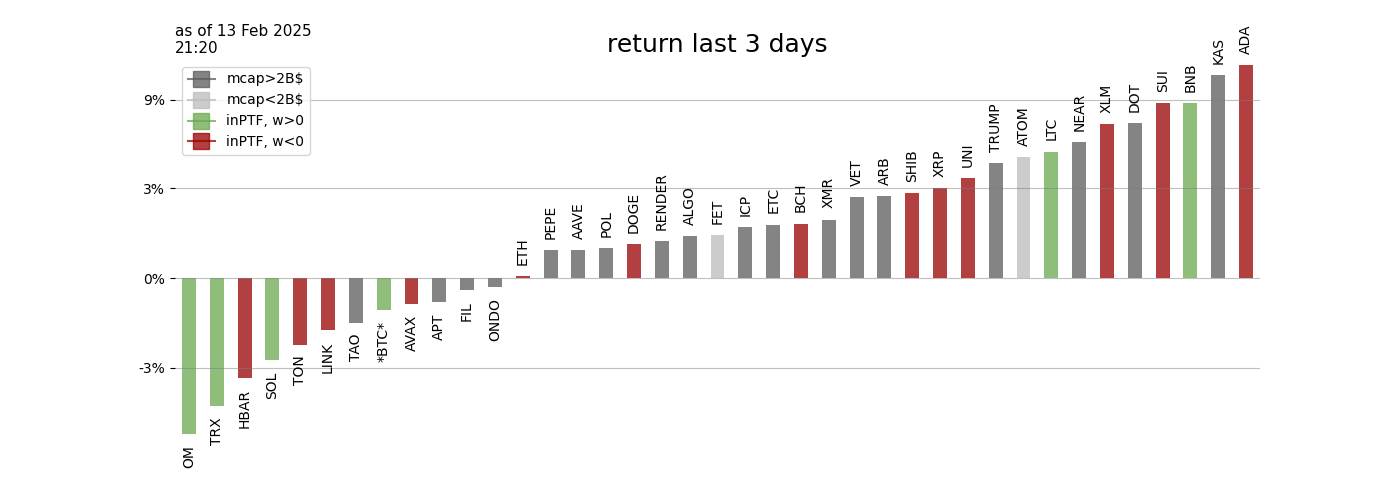 as of 13 Feb 2025
21:20
return last 3 days
mcap>2B$
mcap<2B$
inPTF, w>0
inPTF, w<0
9%
3%
0%
-3%
OM
TRX
HBAR
SOL
TON
LINK
TAO
*BTC*
AVAX
APT
FIL
ONDO
ETH
PEPE
AAVE
POL
DOGE
RENDER
ALGO
FET
ICP
ETC
BCH
XMR
VET
ARB
SHIB
XRP
UNI
TRUMP
ATOM
LTC
NEAR
XLM
DOT
SUI
BNB
KAS
ADA